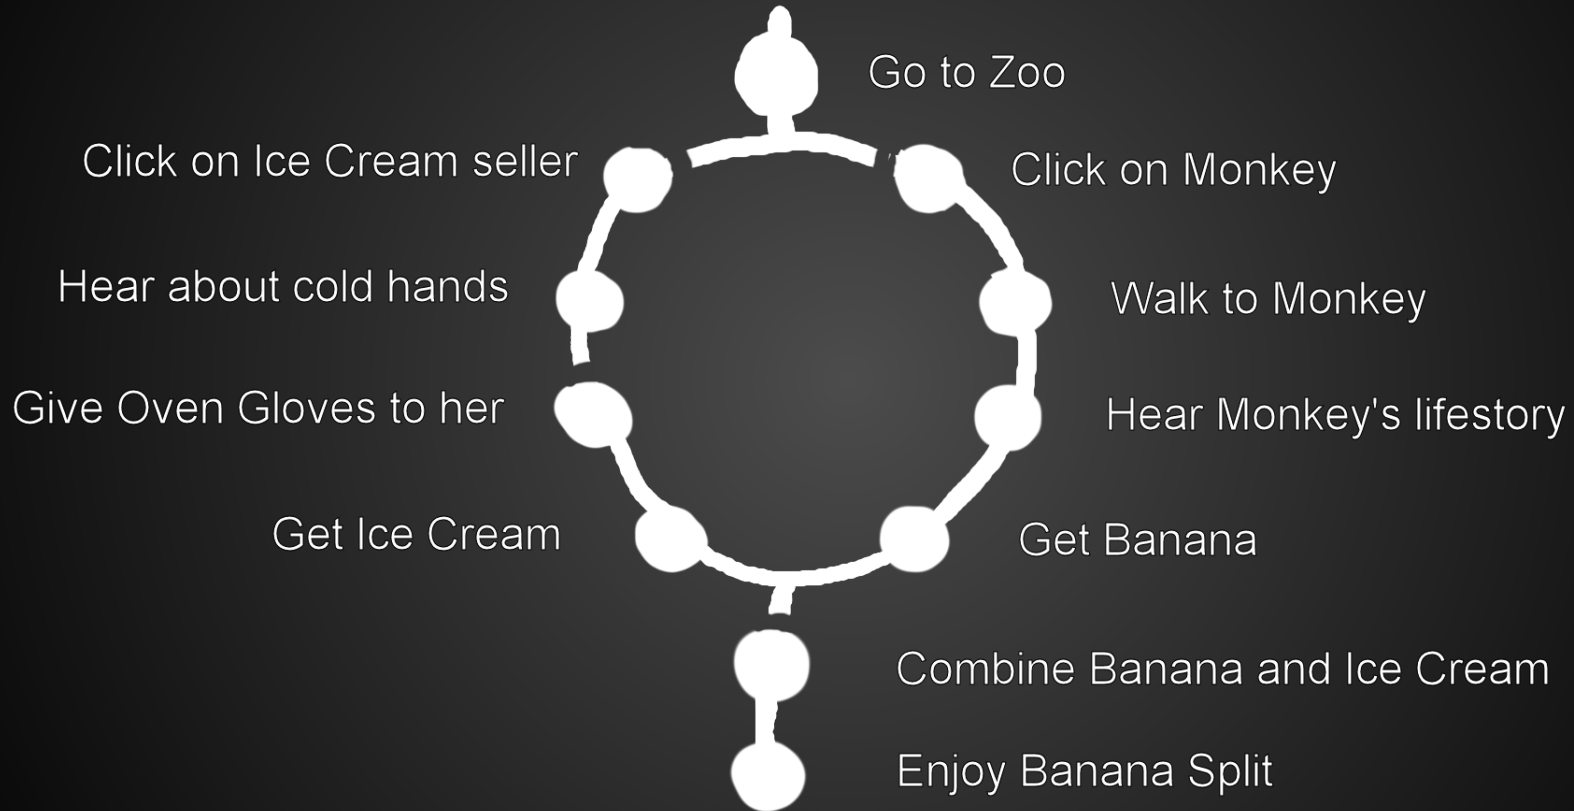 Go to Zoo
Click on Ice Cream seller
Click on Monkey
Hear about cold hands
Walk to Monkey
Give Oven Gloves to her
Hear Monkey's lifestory
Get Ice Cream
Get Banana
Combine Banana and Ice Cream
Enjoy Banana Split